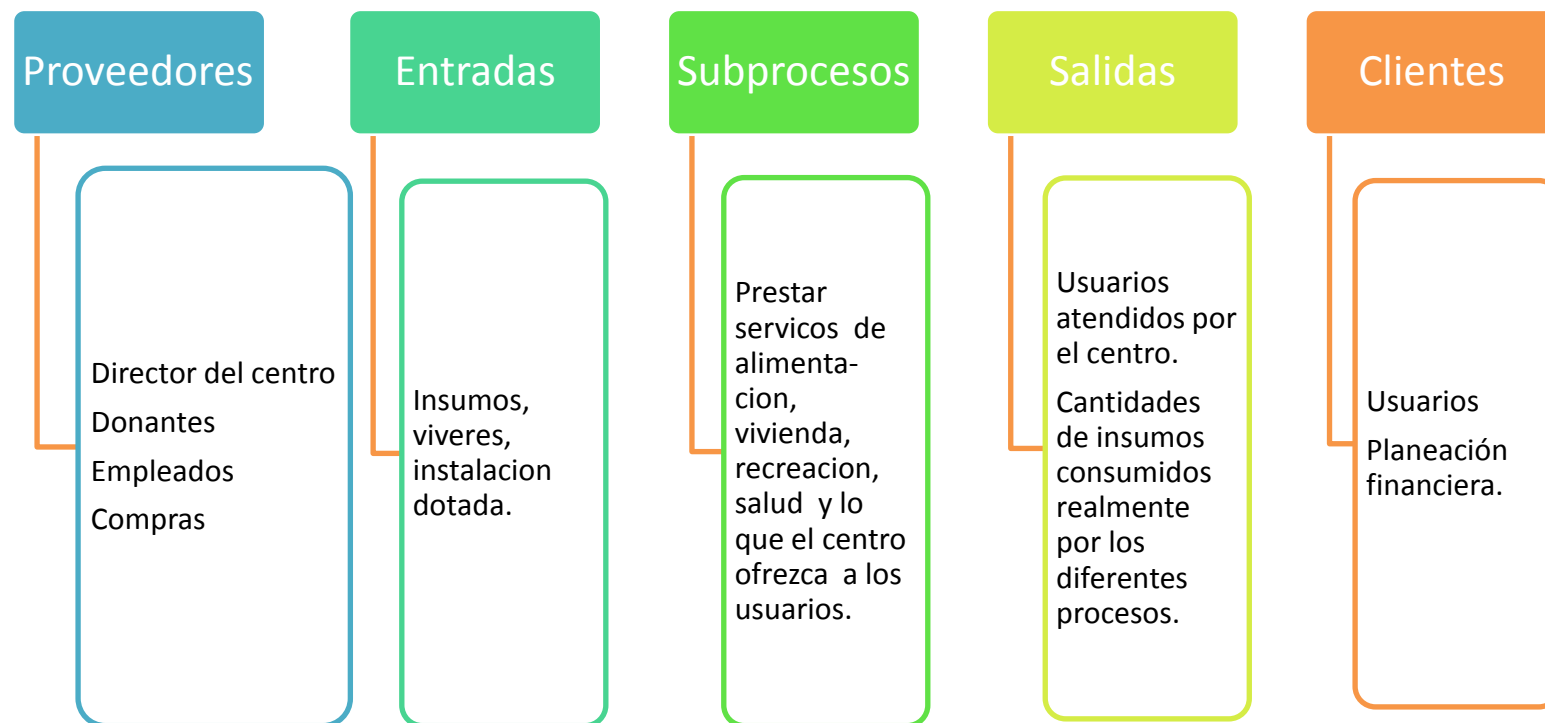 Proveedores
Director del centro
Donantes
Empleados
Compras
Entradas
Insumos,
viveres,
instalacion
dotada.
Subprocesos
Prestar
servicos de
alimenta-
cion,
vivienda,
recreacion,
salud y lo
que el centro
ofrezca a los
usuarios.
Salidas
Usuarios
atendidos por
el centro.
Cantidades
de insumos
consumidos
realmente
por los
diferentes
procesos.
Clientes
Usuarios
Planeación
financiera.